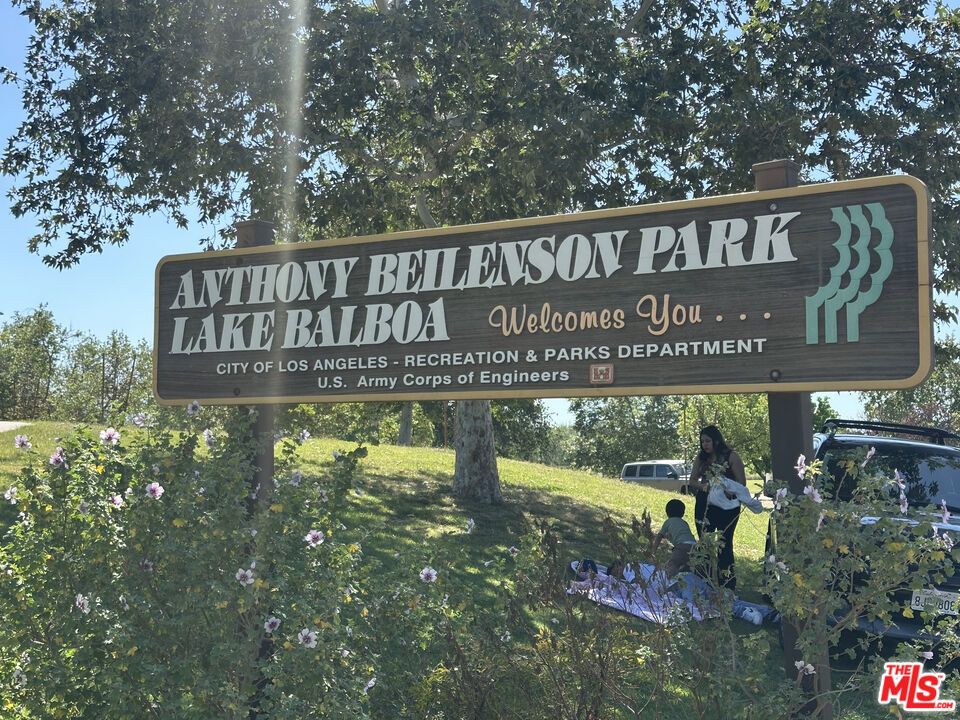 ANTHONY BEILENSON PARK
LAKE BALBOA Welcomes You . . .
CITY OF LOS ANGELES - RECREATION & PARKS DEPARTMENT
U.S. Army Corps of Engineers
THE
MLS
.COM